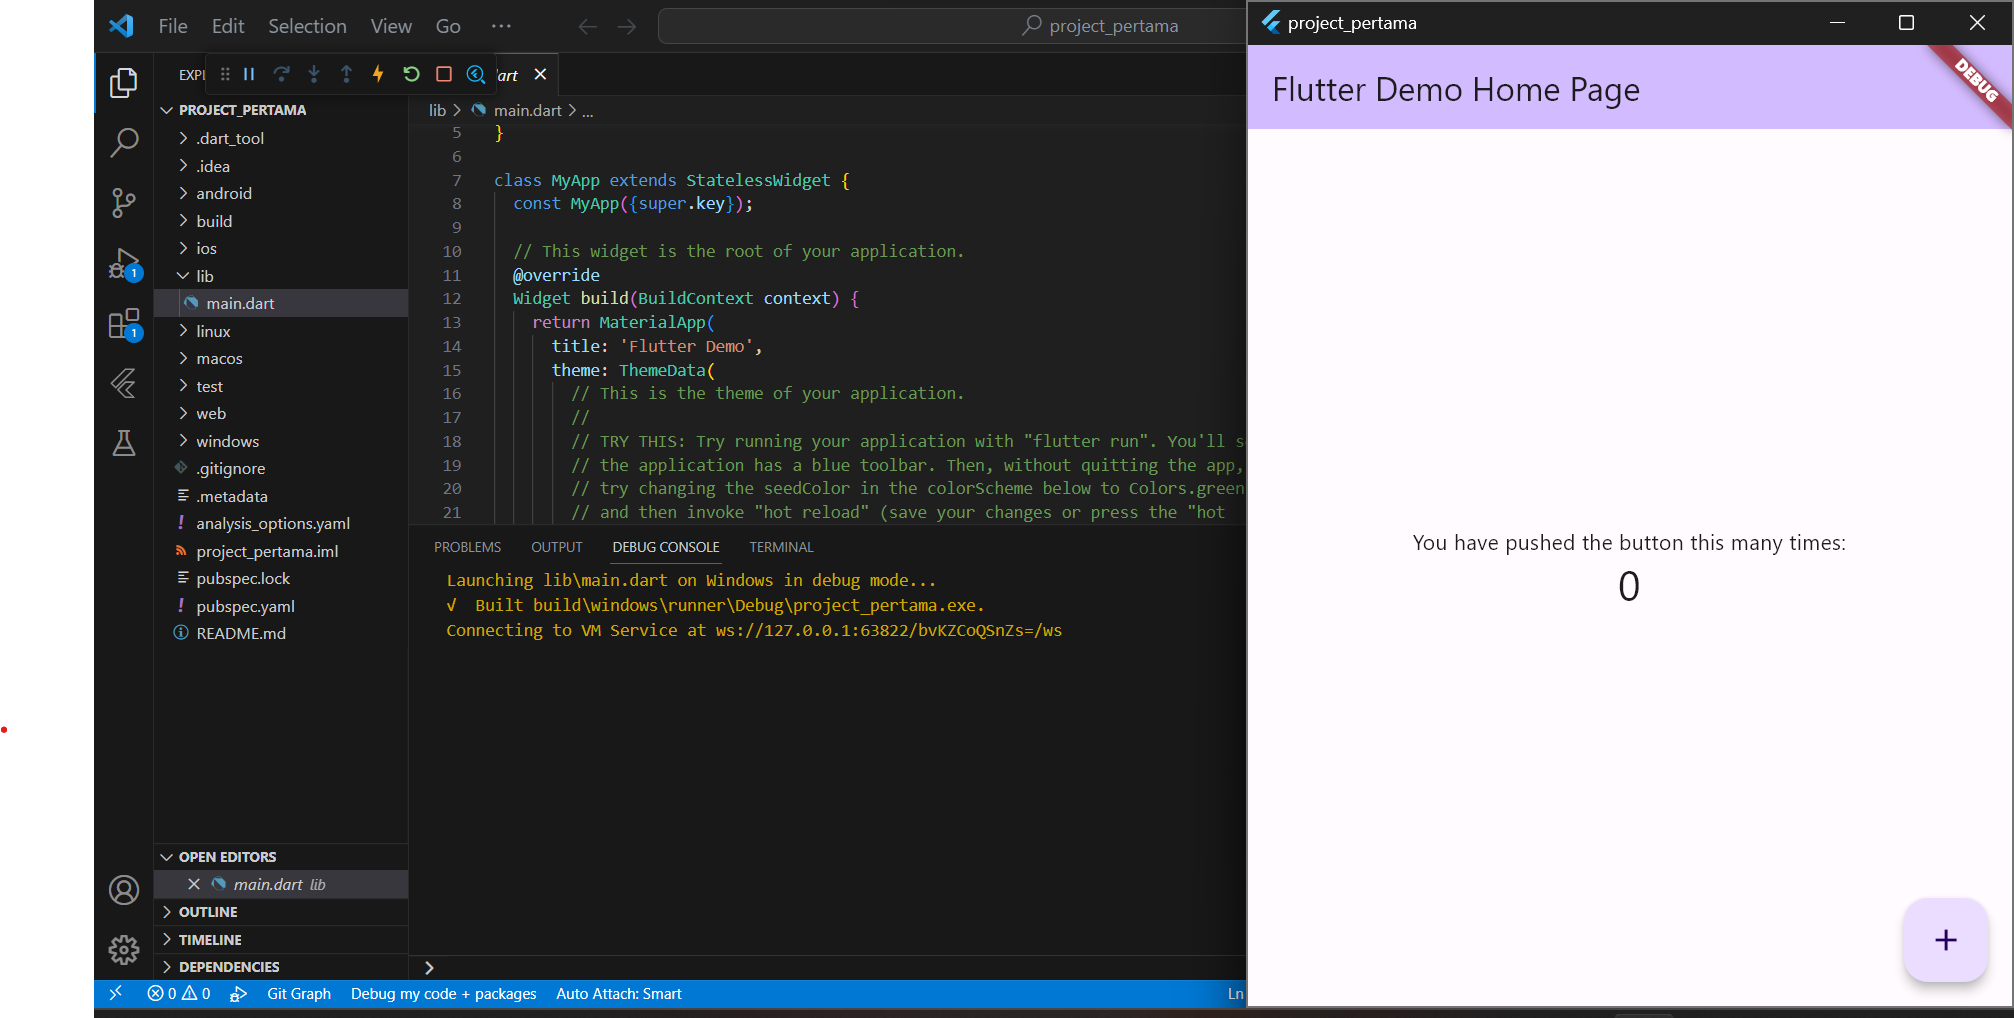 File Edit Selection View Go ···
project_pertama
EXPL
art
PROJECT_PERTAMA
.dart_tool
.idea
android
build
ios
lib
main.dart
linux
macos
test
web
windows
.gitignore
.metadata
analysis_options.yaml
project_pertama.iml
pubspec.lock
pubspec.yaml
README.md
OPEN EDITORS
main.dart lib
OUTLINE
TIMELINE
DEPENDENCIES
1
1
lib > main.dart > ...
5 }
6
7 class MyApp extends StatelessWidget {
8 const MyApp({super.key});
9
10 // This widget is the root of your application.
11 @override
12 Widget build(BuildContext context) {
13 return MaterialApp(
14 title: 'Flutter Demo',
15 theme: ThemeData(
16 // This is the theme of your application.
17 //
18 // TRY THIS: Try running your application with "flutter run". You'll s
19 // the application has a blue toolbar. Then, without quitting the app,
20 // try changing the seedColor in the colorScheme below to Colors.green
21 // and then invoke "hot reload" (save your changes or press the "hot
PROBLEMS OUTPUT DEBUG CONSOLE TERMINAL
Launching lib\main.dart on Windows in debug mode...
√ Built build\windows\runner\Debug\project_pertama.exe.
Connecting to VM Service at ws://127.0.0.1:63822/bvKZCoQSnZs=/ws
0 0 Git Graph Debug my code + packages Auto Attach: Smart Ln
project_pertama
Flutter Demo Home Page
DEBUG
You have pushed the button this many times:
0
+